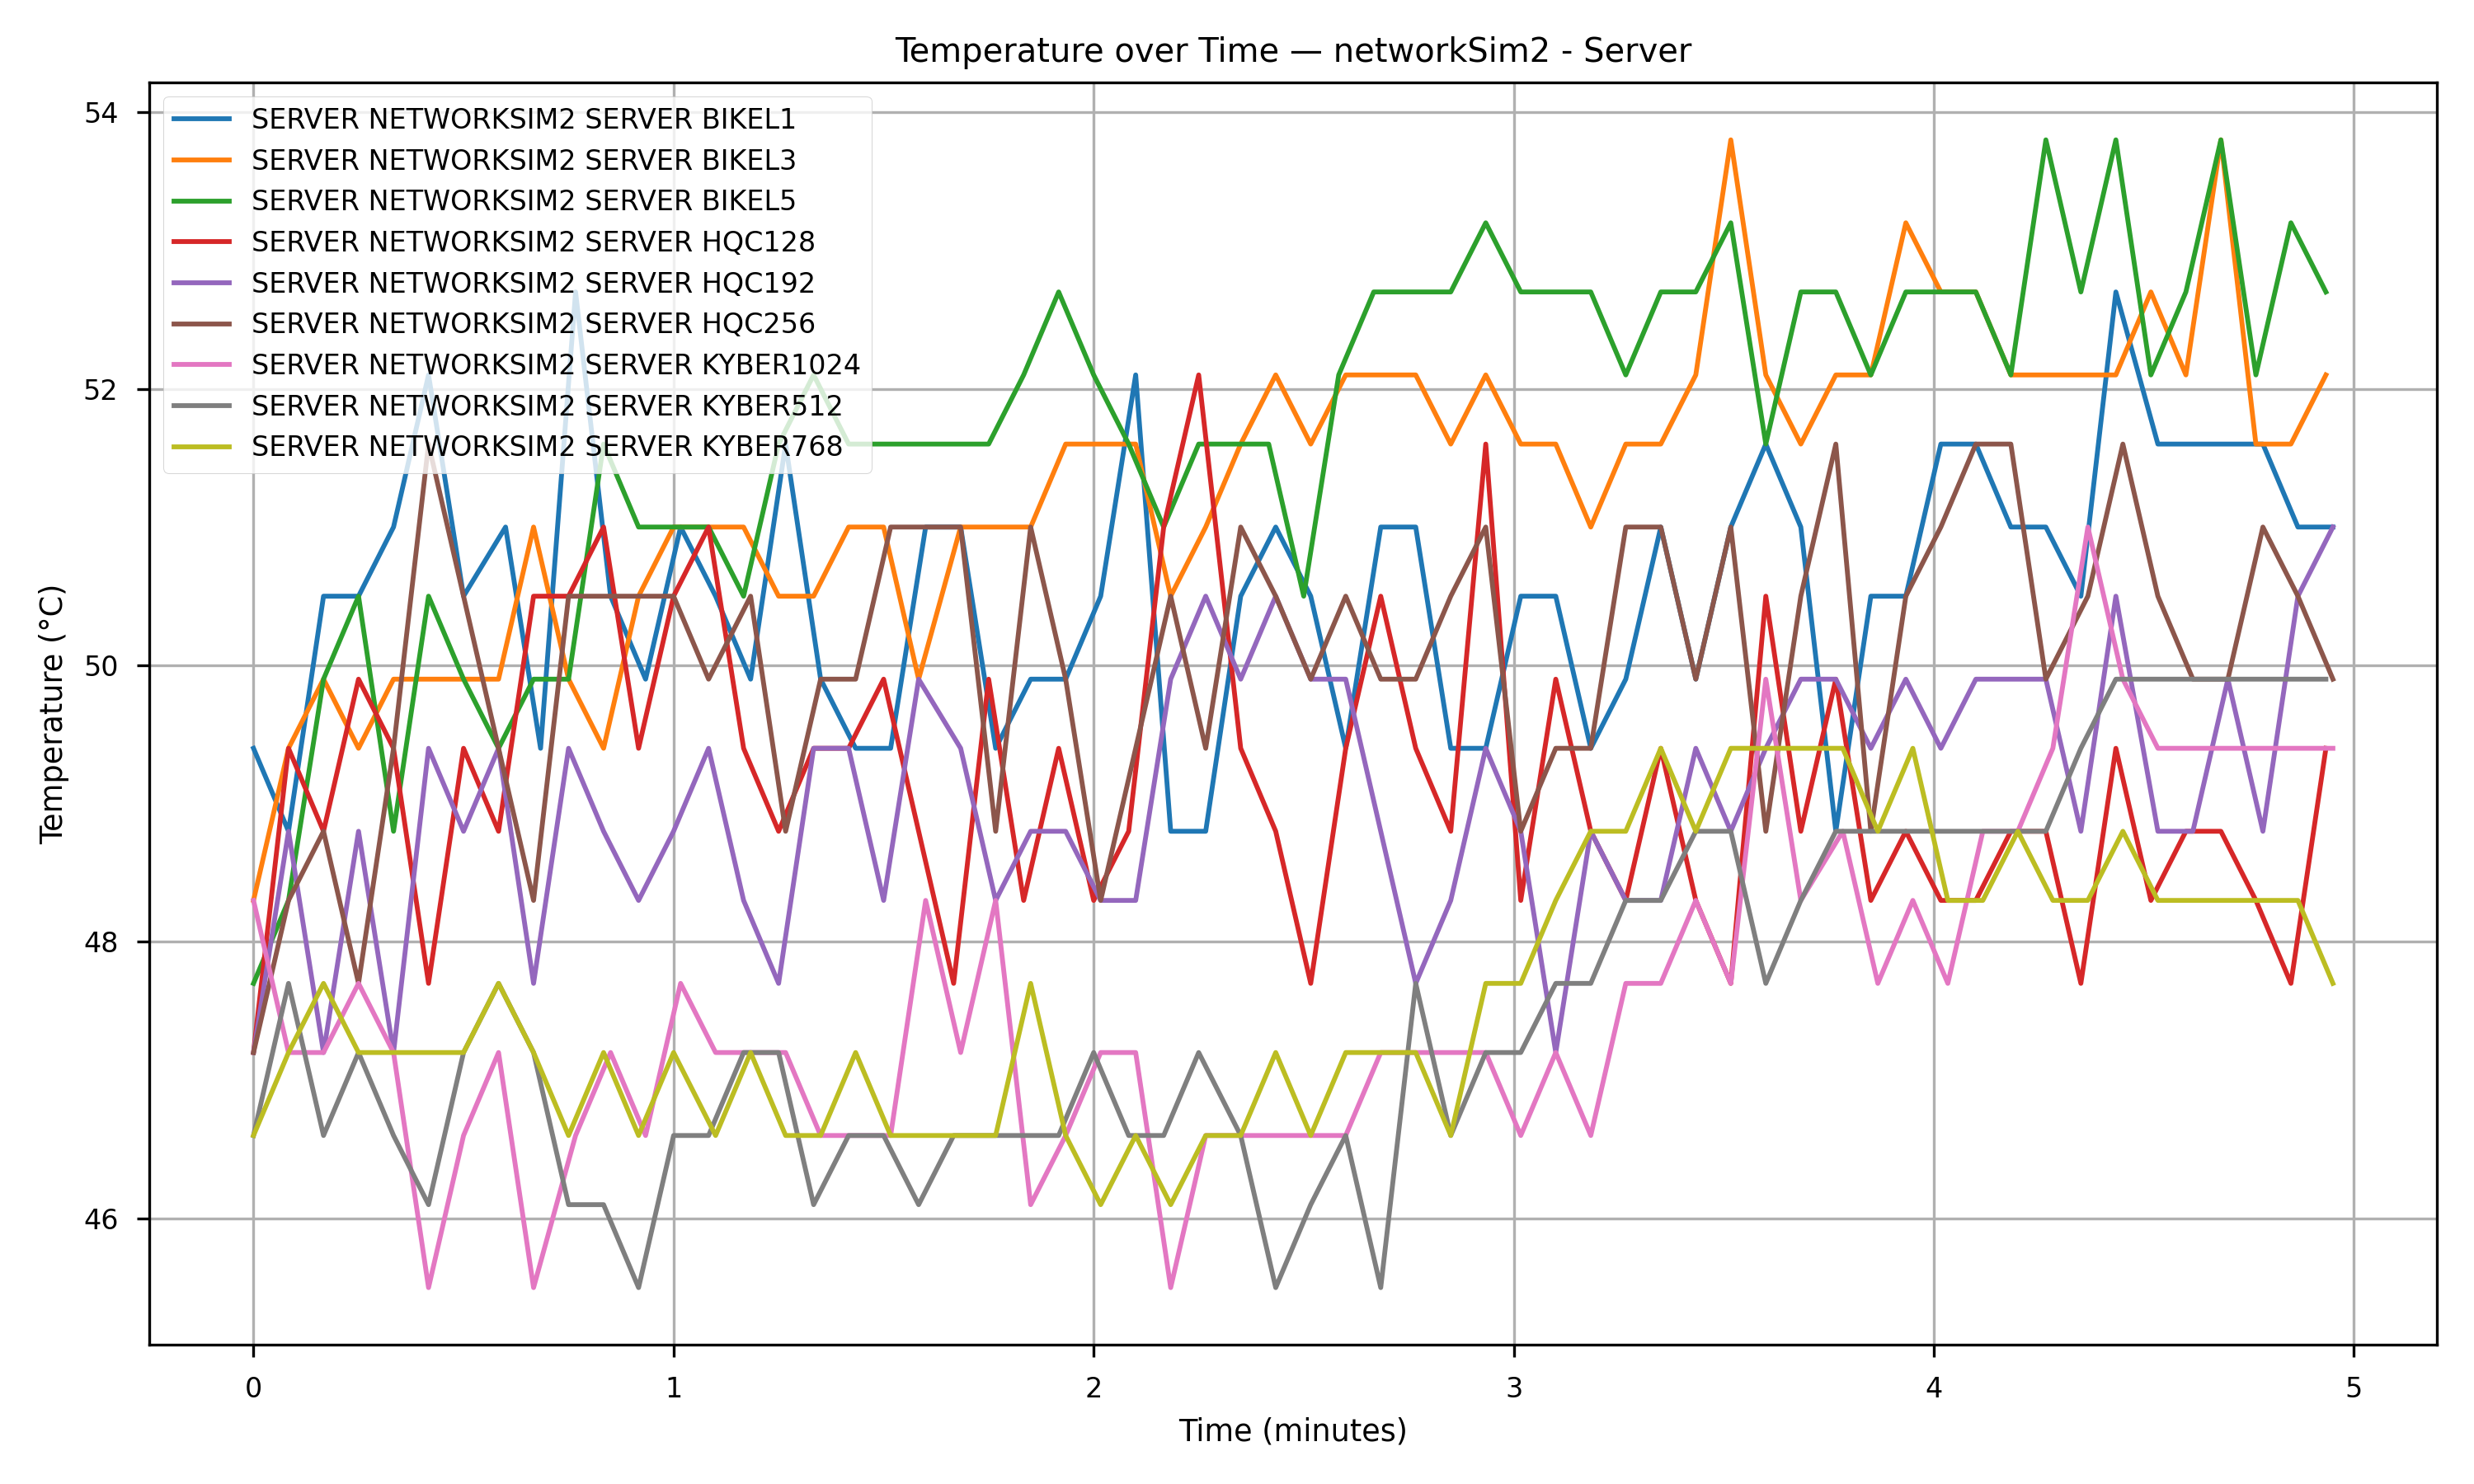 Temperature over Time — networkSim2 - Server
54
52
50
48
46
Temperature (°C)
SERVER NETWORKSIM2 SERVER BIKEL1
SERVER NETWORKSIM2 SERVER BIKEL3
SERVER NETWORKSIM2 SERVER BIKEL5
SERVER NETWORKSIM2 SERVER HQC128
SERVER NETWORKSIM2 SERVER HQC192
SERVER NETWORKSIM2 SERVER HQC256
SERVER NETWORKSIM2 SERVER KYBER1024
SERVER NETWORKSIM2 SERVER KYBER512
SERVER NETWORKSIM2 SERVER KYBER768
0 1 2 3 4 5
Time (minutes)